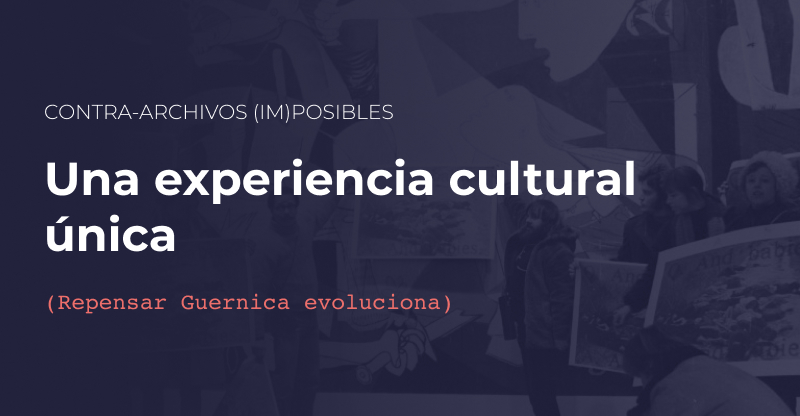 CONTRA-ARCHIVOS (IM)POSIBLES
Una experiencia cultural
única
(Repensar Guernica evoluciona)